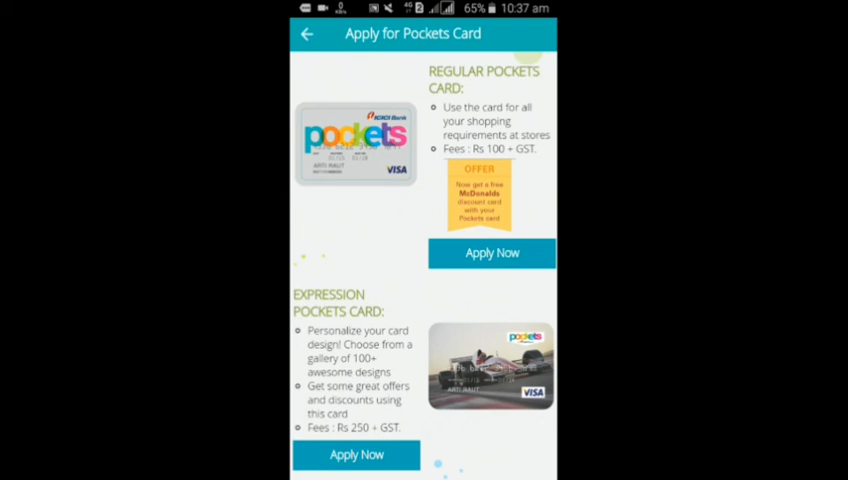 65% 10:37 am
Apply for Pockets Card
REGULAR POCKETS
CARD:
Use the card for all
your shopping
requirements at stores
Fees : Rs 100 + GST.
OFFER
Now get a free
McDonalds
discount card
with your
Pockets card
Apply Now
ICICI Bank
pockets
ARTI RAUT
VISA
EXPRESSION
POCKETS CARD:
Personalize your card
design! Choose from a
gallery of 100+
awesome designs
Get some great offers
and discounts using
this card
Fees : Rs 250 + GST.
Apply Now
pockets
ARTI RAUT
VISA